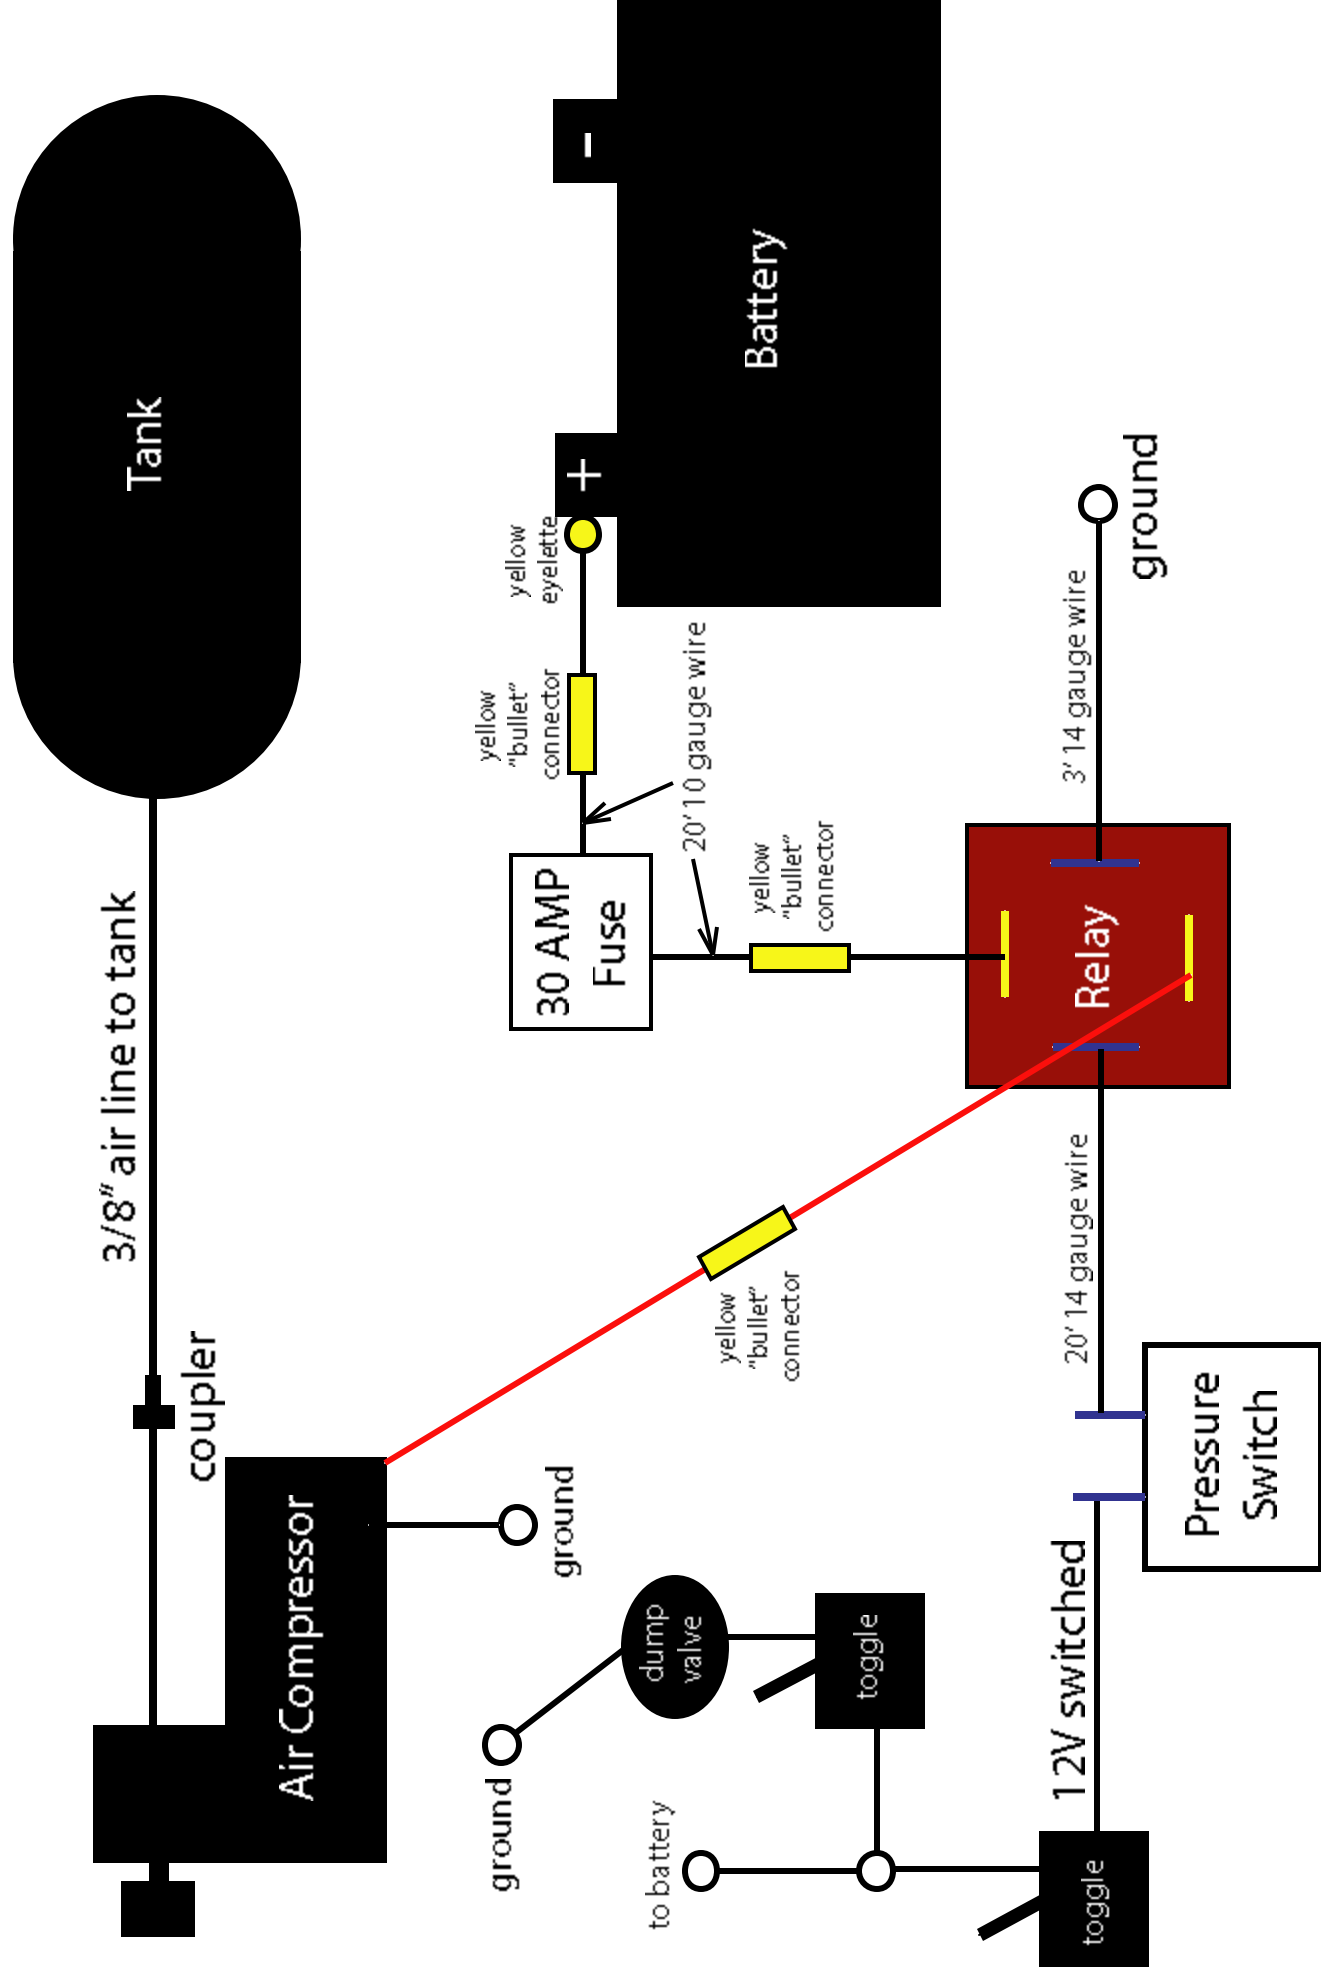 Tank
Battery
-
+
3/8” air line to tank
coupler
Air Compressor
ground
yellow
eyelette
yellow
“bullet”
connector
20’10 gauge wire
30 AMP
Fuse
yellow
“bullet”
connector
yellow
“bullet”
connector
Relay
3’ 14 gauge wire
ground
20’ 14 gauge wire
Pressure
Switch
12V switched
toggle
to battery
toggle
dump
valve
ground